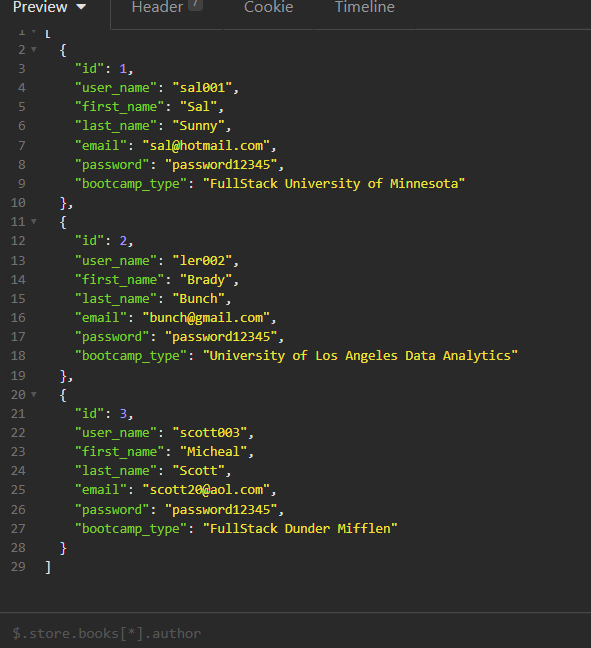 Preview Header 7 Cookie Timeline
1 [
2 {
3 "id": 1,
4 "user_name": "sal001",
5 "first_name": "Sal",
6 "last_name": "Sunny",
7 "email": "sal@hotmail.com",
8 "password": "password12345",
9 "bootcamp_type": "FullStack University of Minnesota"
10 },
11 {
12 "id": 2,
13 "user_name": "ler002",
14 "first_name": "Brady",
15 "last_name": "Bunch",
16 "email": "bunch@gmail.com",
17 "password": "password12345",
18 "bootcamp_type": "University of Los Angeles Data Analytics"
19 },
20 {
21 "id": 3,
22 "user_name": "scott003",
23 "first_name": "Micheal",
24 "last_name": "Scott",
25 "email": "scott20@aol.com",
26 "password": "password12345",
27 "bootcamp_type": "FullStack Dunder Mifflen"
28 }
29 ]
$.store.books[*].author